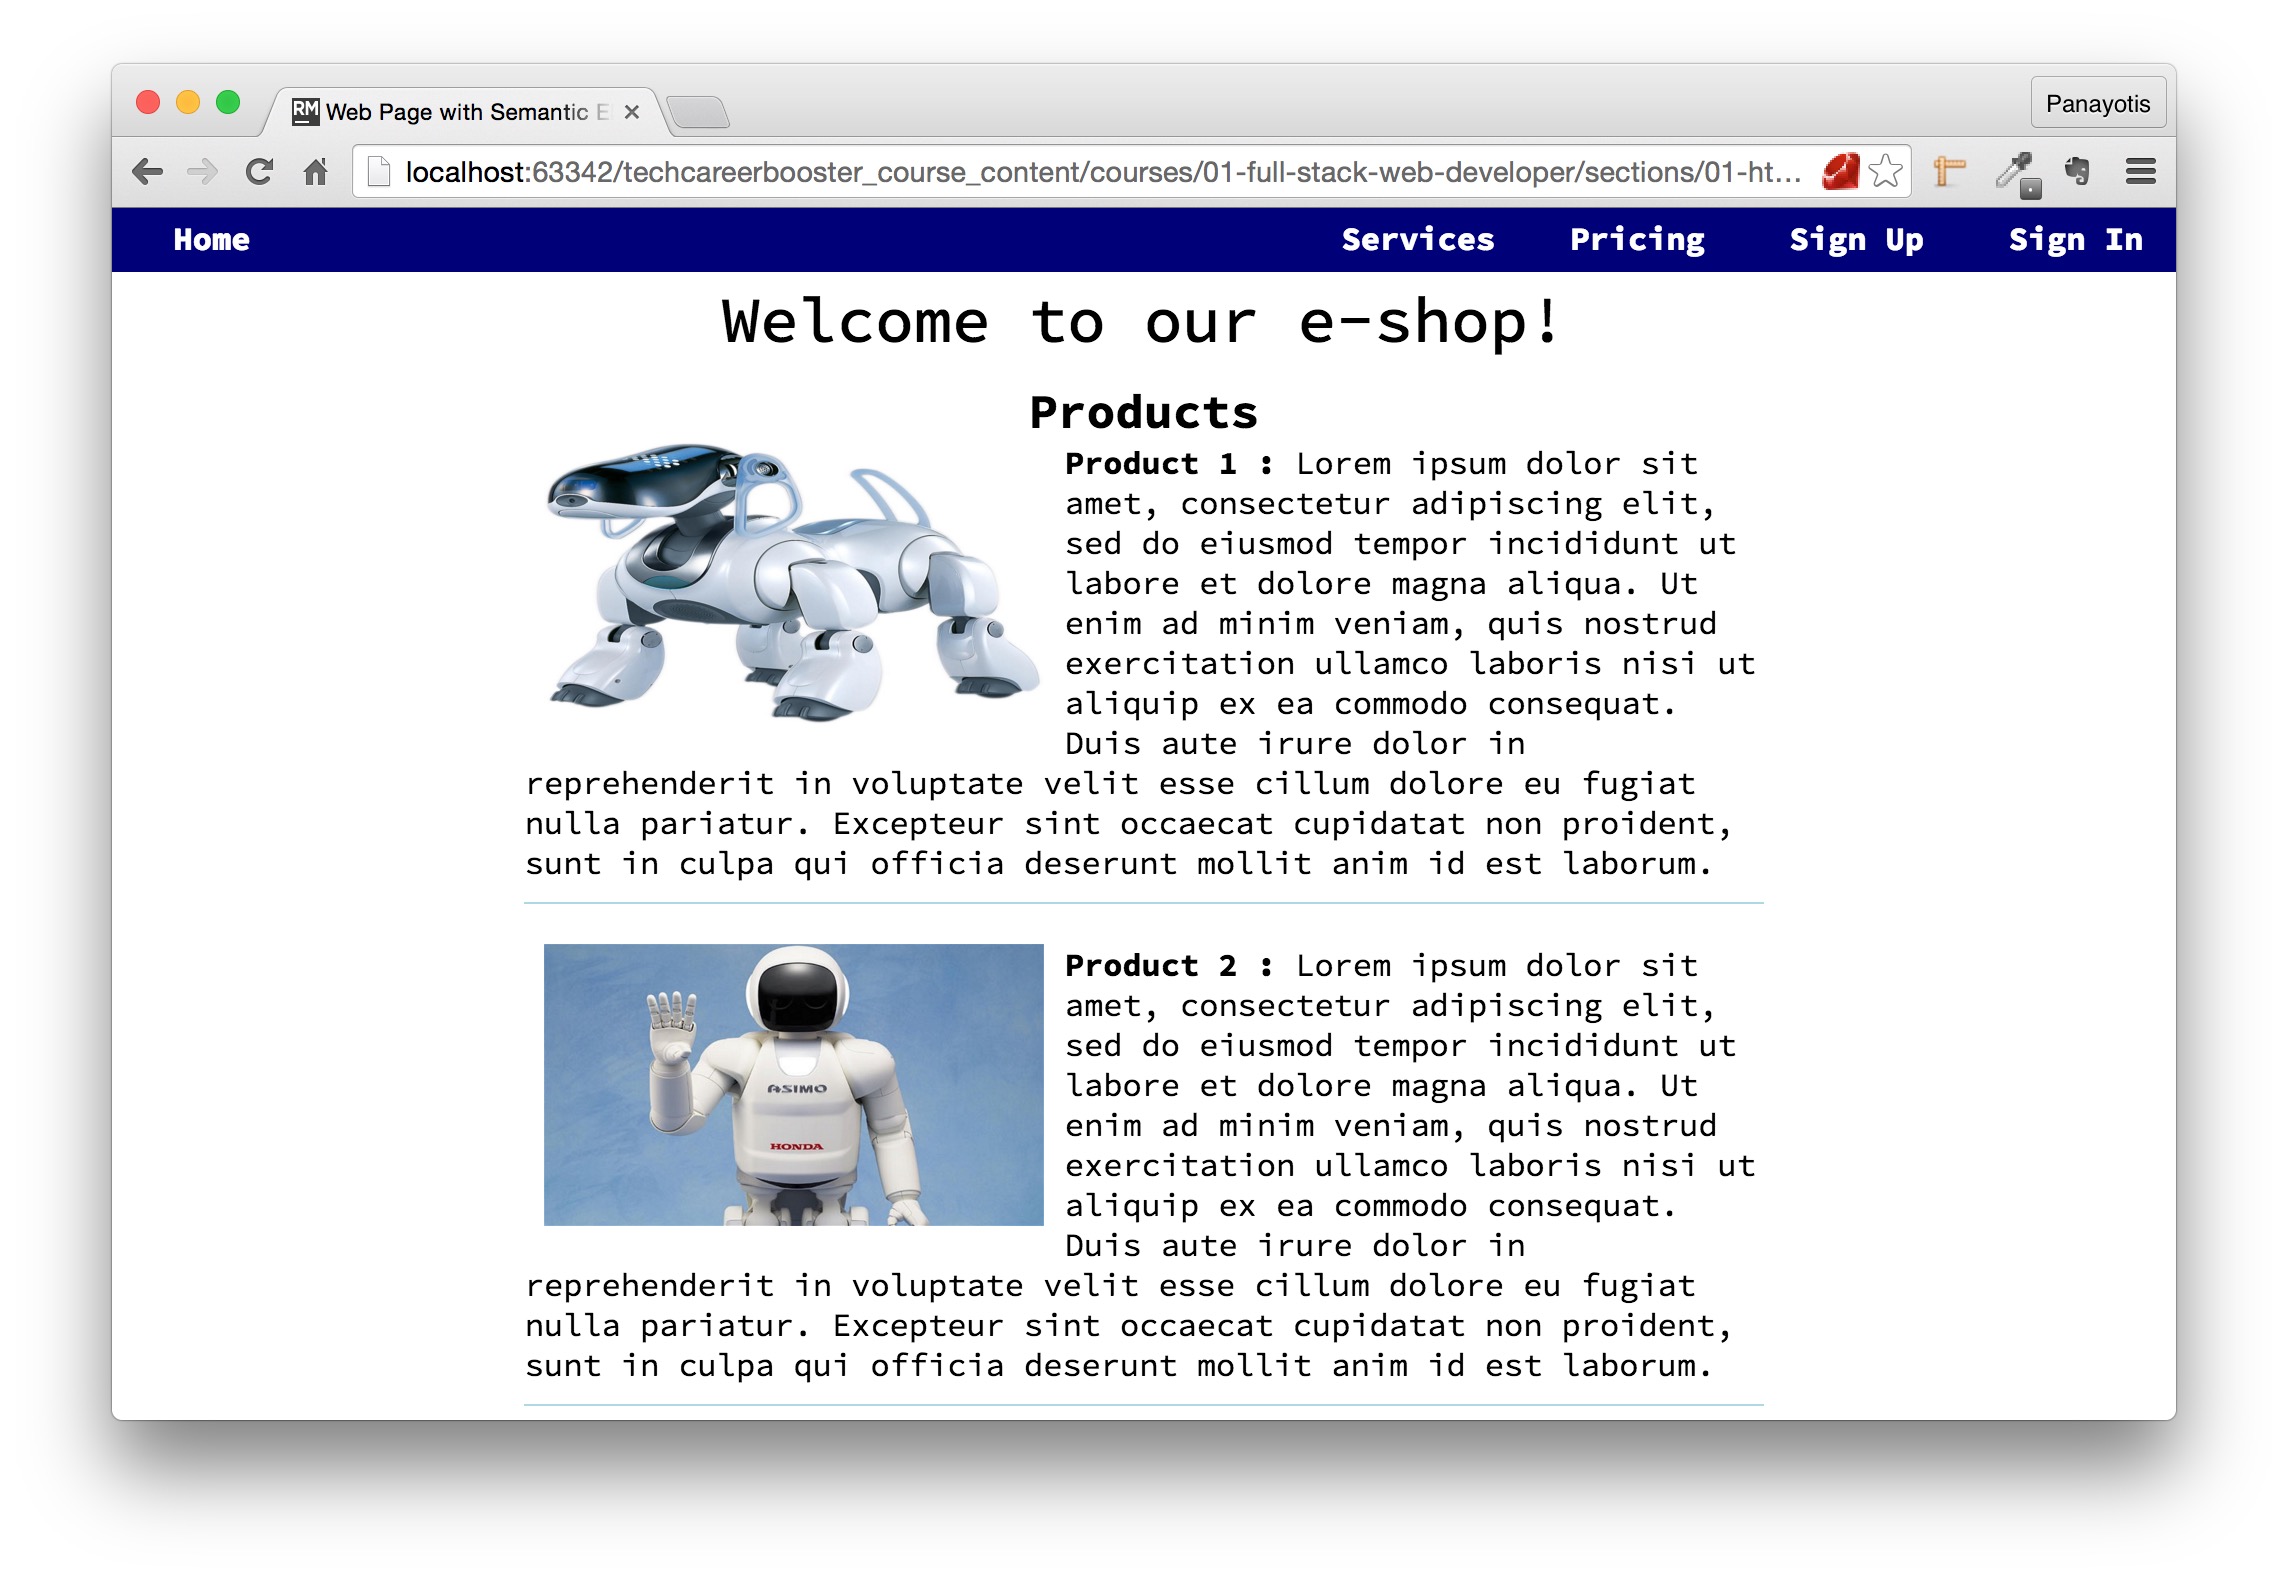 RM Web Page with Semantic
Panayotis
localhost:63342/techcareerbooster_course_content/courses/01-full-stack-web-developer/sections/01-ht...
Home Services Pricing Sign Up Sign In
Welcome to our e-shop!
Products
Product 1 : Lorem ipsum dolor sit
amet, consectetur adipiscing elit,
sed do eiusmod tempor incididunt ut
labore et dolore magna aliqua. Ut
enim ad minim veniam, quis nostrud
exercitation ullamco laboris nisi ut
aliquip ex ea commodo consequat.
Duis aute irure dolor in
reprehenderit in voluptate velit esse cillum dolore eu fugiat
nulla pariatur. Excepteur sint occaecat cupidatat non proident,
sunt in culpa qui officia deserunt mollit anim id est laborum.
ASIMO
HONDA
Product 2 : Lorem ipsum dolor sit
amet, consectetur adipiscing elit,
sed do eiusmod tempor incididunt ut
labore et dolore magna aliqua. Ut
enim ad minim veniam, quis nostrud
exercitation ullamco laboris nisi ut
aliquip ex ea commodo consequat.
Duis aute irure dolor in
reprehenderit in voluptate velit esse cillum dolore eu fugiat
nulla pariatur. Excepteur sint occaecat cupidatat non proident,
sunt in culpa qui officia deserunt mollit anim id est laborum.